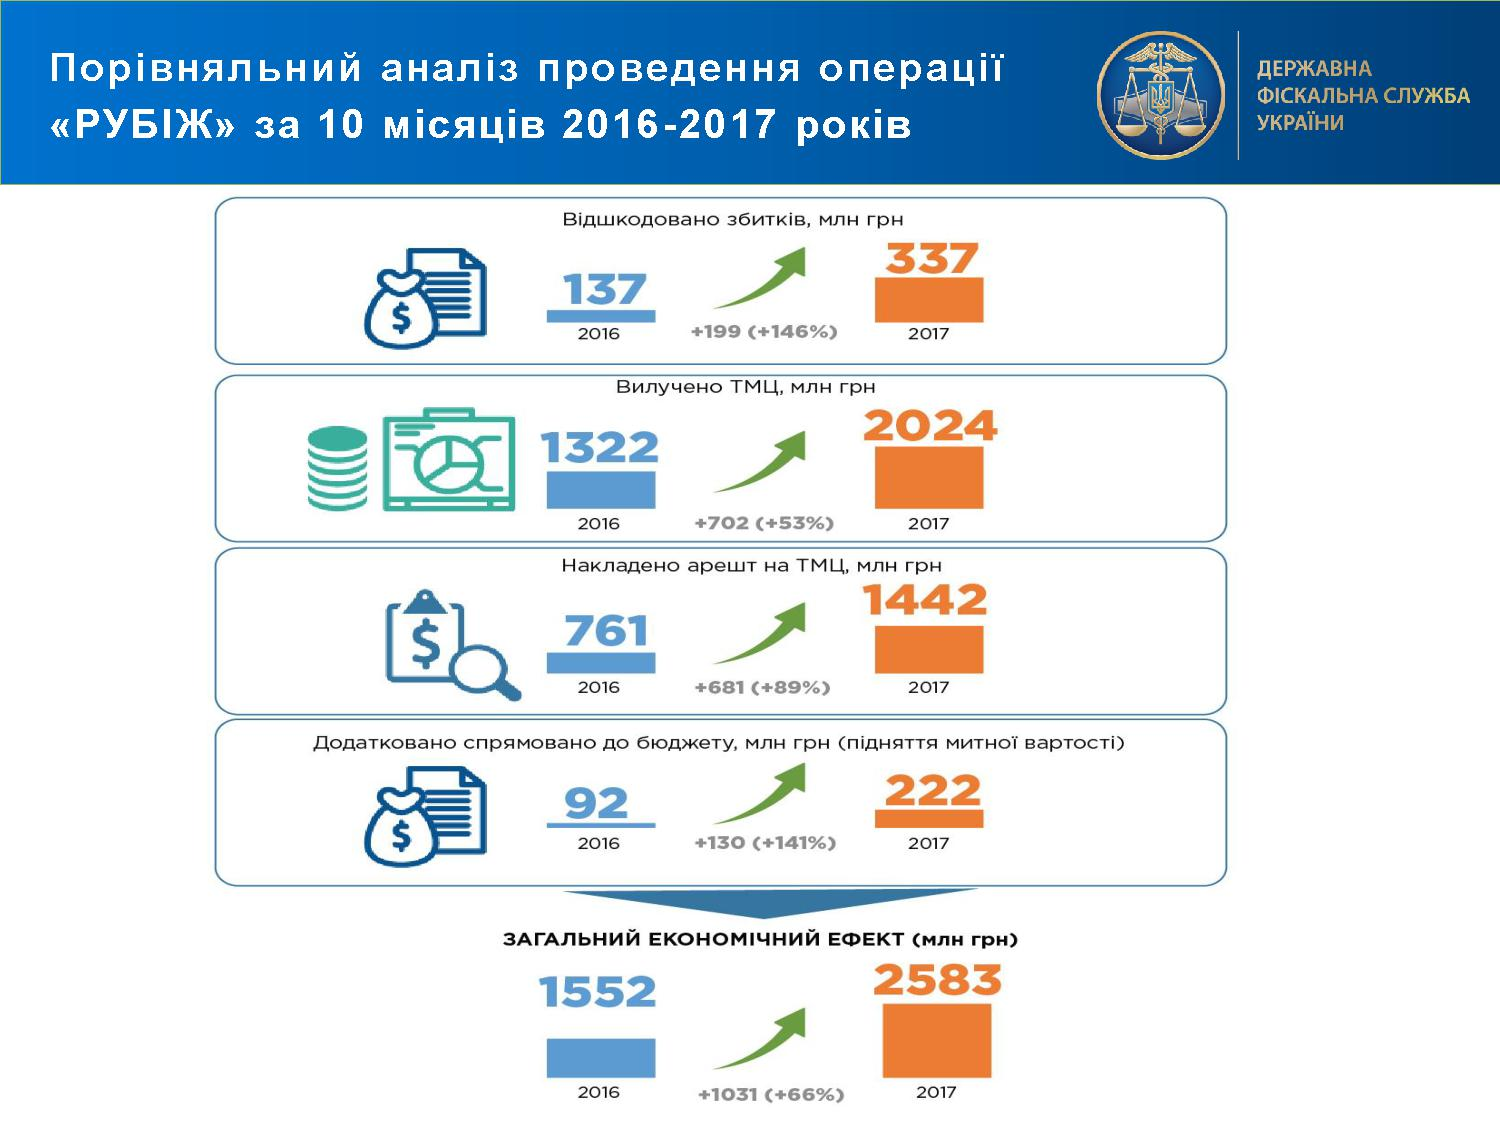 Порівняльний аналіз проведення операції
«РУБІЖ» за 10 місяців 2016-2017 років
ДЕРЖАВНА
ФІСКАЛЬНА СЛУЖБА
УКРАЇНИ
Відшкодовано збитків, млн грн
137
337
2016
+199 (+146%)
2017
Вилучено ТМЦ, млн грн
1322
2024
2016
+702 (+53%)
2017
Накладено арешт на ТМЦ, млн грн
761
1442
2016
+681 (+89%)
2017
Додатковано спрямовано до бюджету, млн грн (підняття митної вартості)
92
222
2016
+130 (+141%)
2017
ЗАГАЛЬНИЙ ЕКОНОМІЧНИЙ ЕФЕКТ (млн грн)
1552
2583
2016
+1031 (+66%)
2017